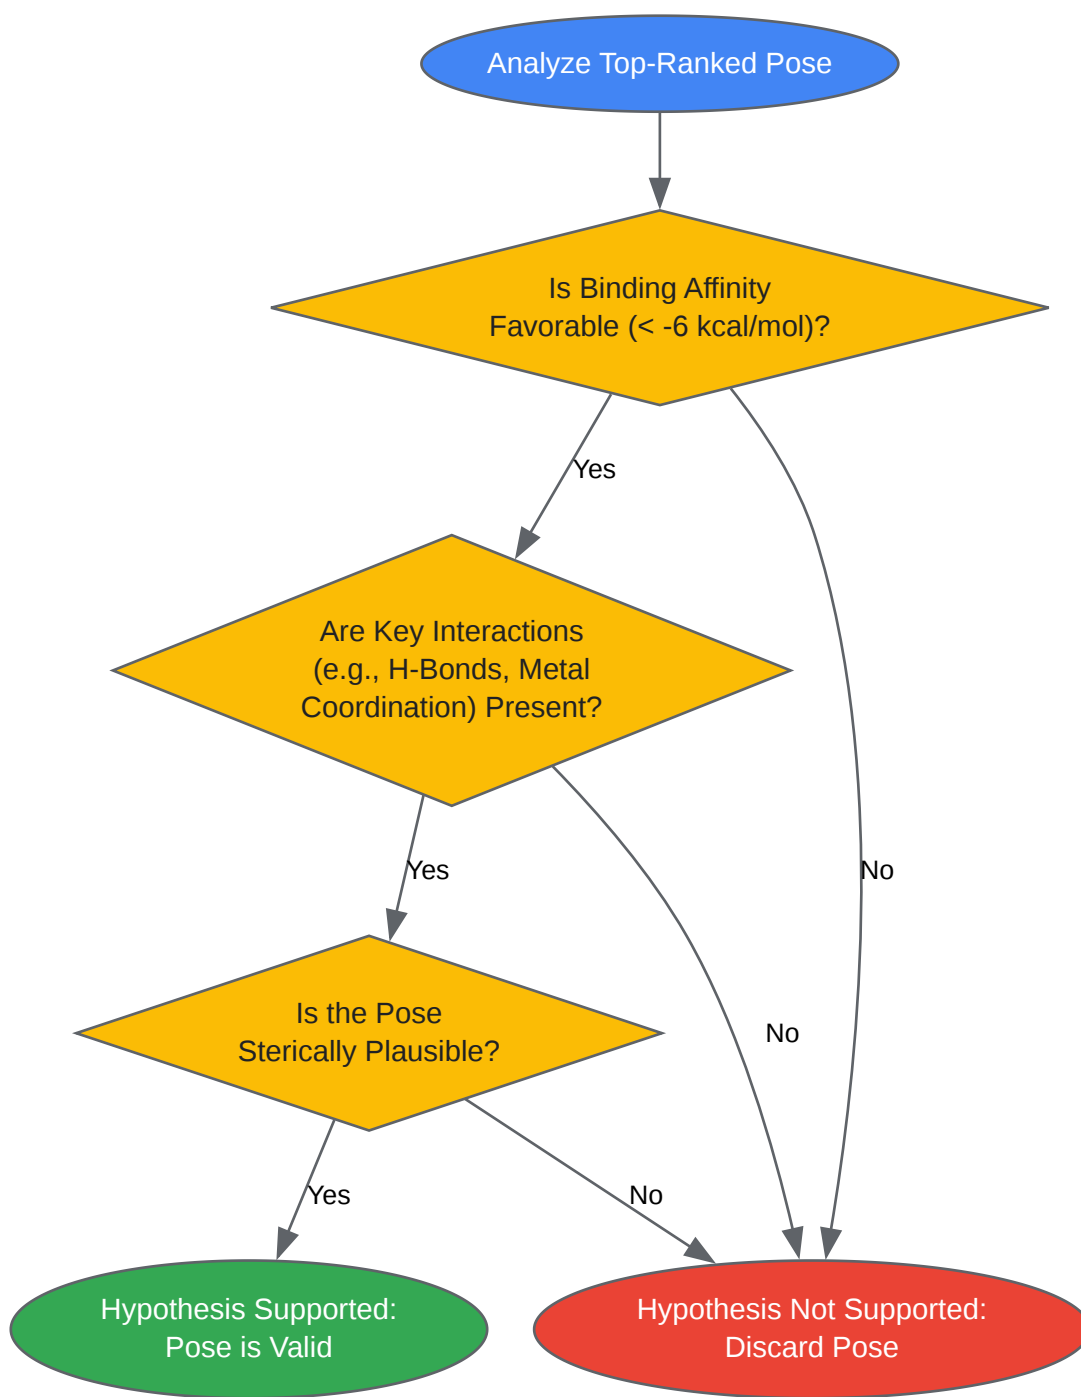 Analyze Top-Ranked Pose
Is Binding Affinity
Favorable (< -6 kcal/mol)?
Yes
Are Key Interactions
(e.g., H-Bonds, Metal
Coordination) Present?
Yes
No
Is the Pose
Sterically Plausible?
No
Yes
No
Hypothesis Supported:
Pose is Valid
Hypothesis Not Supported:
Discard Pose